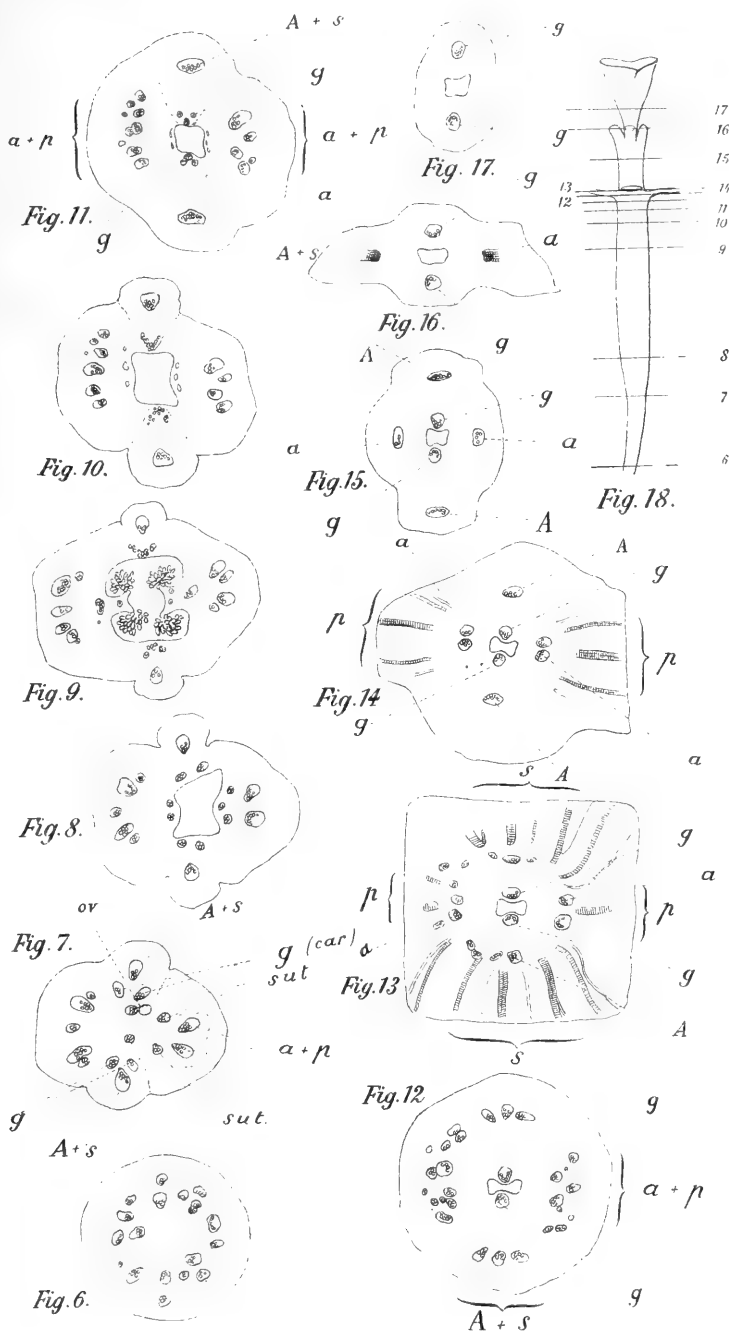 A + s
g
a + p
a + p
a
Fig. 11.
g
g
Fig. 17.
g
17
16
g
15
13
14
12
11
10
9
8
7
6
Fig. 18.
A + s
a
Fig. 16.
Fig. 10.
A
g
g
a
a
Fig. 15.
g
a
A
A
g
p
p
Fig. 14
g
a
Fig. 9.
Fig. 8.
s
A
g
a
p
p
a
Fig. 13
g
A
s
ov
A + s
Fig. 7.
g (car)
sut
a + p
g
sut.
A + s
Fig. 6.
Fig. 12
g
a + p
g
A + s